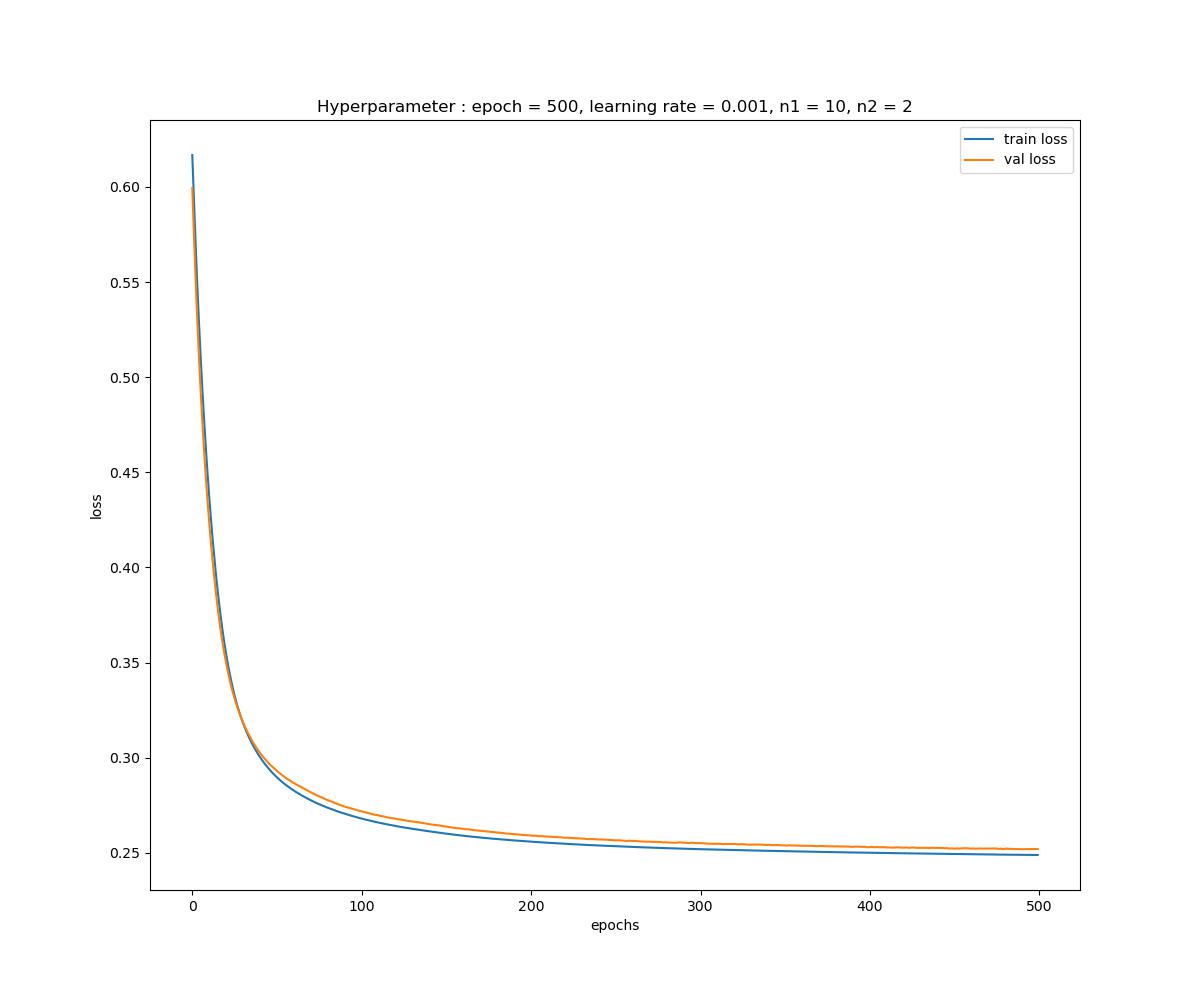 Hyperparameter : epoch = 500, learning rate = 0.001, n1 = 10, n2 = 2
train loss
val loss
0.60
0.55
0.50
0.45
0.40
0.35
0.30
0.25
loss
0
100
200
300
400
500
epochs